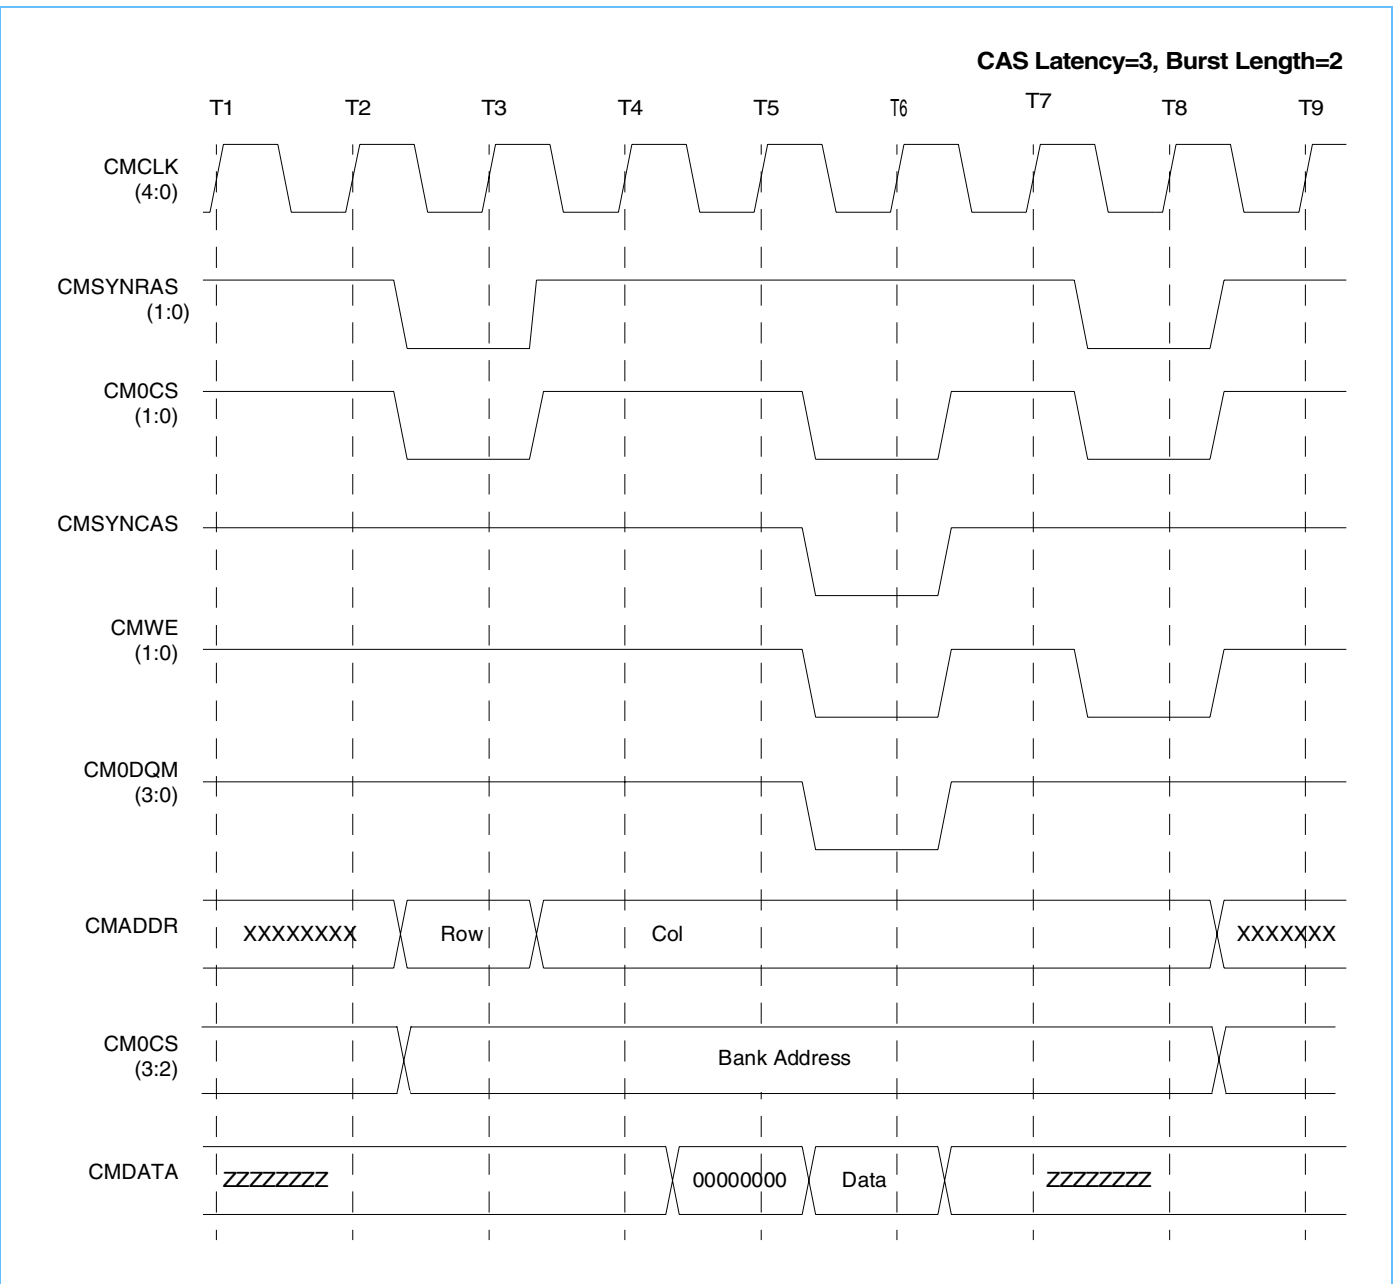 CAS Latency=3, Burst Length=2
T1 T2 T3 T4 T5 T6 T7 T8 T9
CMCLK
(4:0)
CMSYNRAS
(1:0)
CM0CS
(1:0)
CMSYNCAS
CMWE
(1:0)
CM0DQM
(3:0)
CMADDR
XXXXXXXX Row Col XXXXXXX
CM0CS
(3:2)
Bank Address
CMDATA
ZZZZZZZZ 00000000 Data ZZZZZZZZ